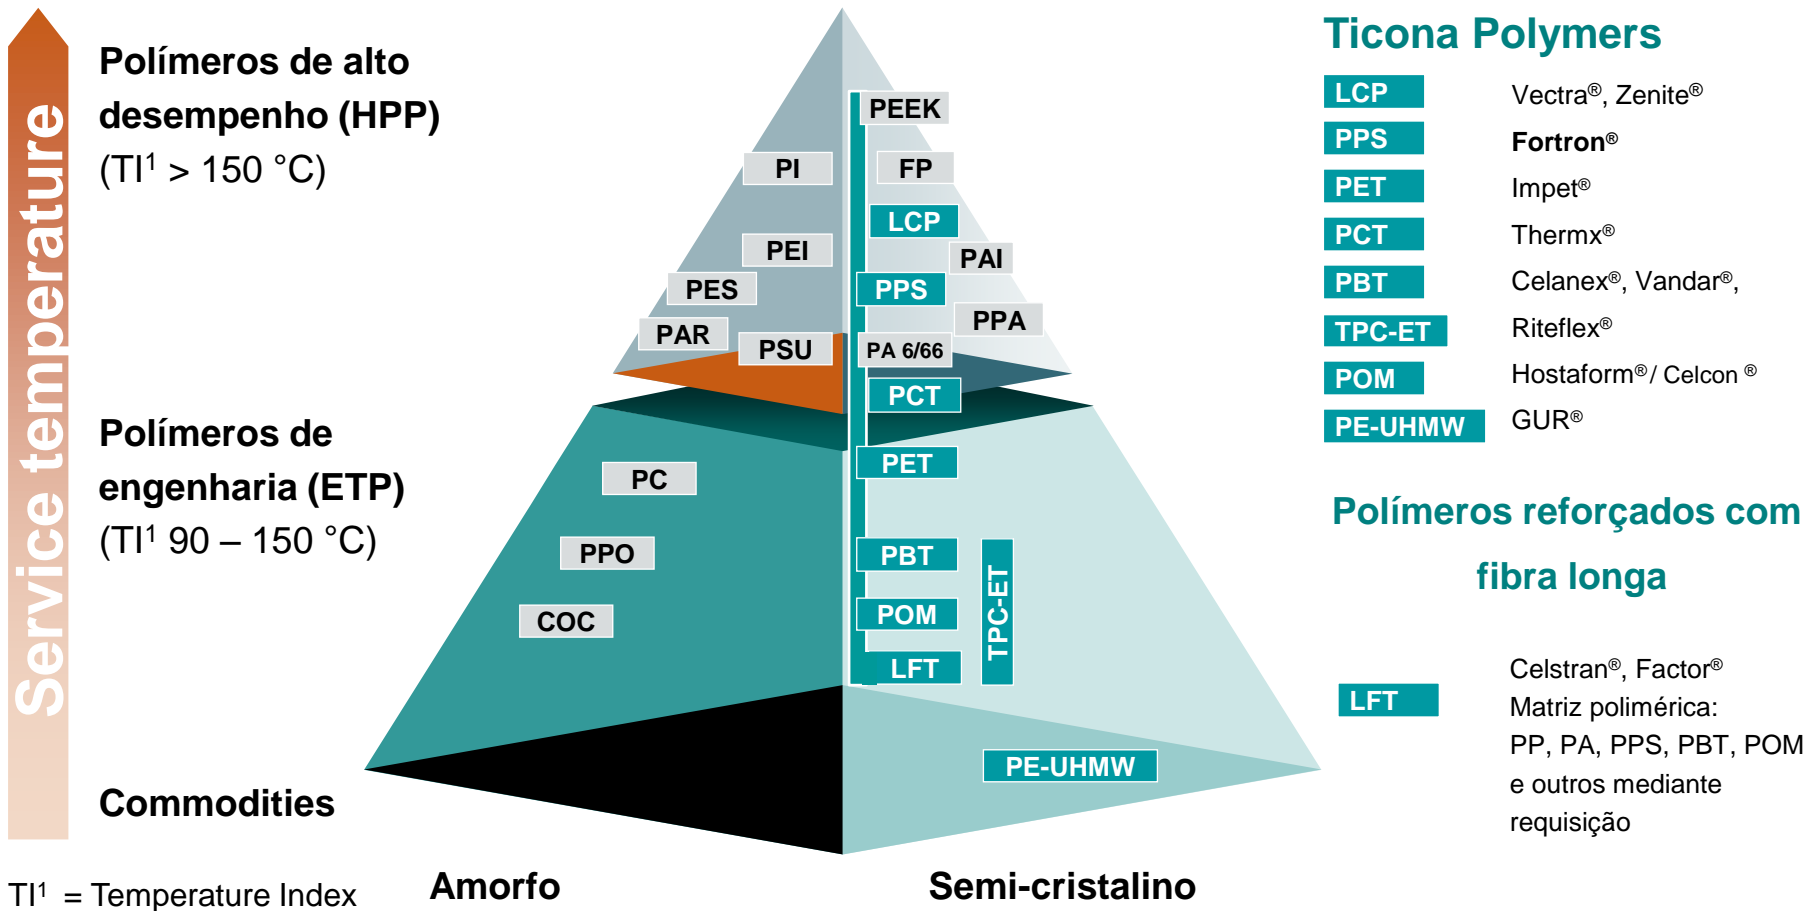 Service temperature
Polímeros de alto
desempenho (HPP)
(TI¹ > 150 °C)
Polímeros de
engenharia (ETP)
(TI¹ 90 – 150 °C)
Commodities
TI¹ = Temperature Index
PEEK
PI
FP
LCP
PEI
PAI
PES
PPS
PPA
PAR
PSU
PA 6/66
PCT
PC
PET
PPO
PBT
TPC-ET
COC
POM
LFT
PE-UHMW
Amorfo
Semi-cristalino
Ticona Polymers
LCP Vectra®, Zenite®
PPS Fortron®
PET Impet®
PCT Thermx®
PBT Celanex®, Vandar®,
TPC-ET Riteflex®
POM Hostaform®/ Celcon ®
PE-UHMW GUR®
Polímeros reforçados com
fibra longa
LFT
Celstran®, Factor®
Matriz polimérica:
PP, PA, PPS, PBT, POM
e outros mediante
requisição